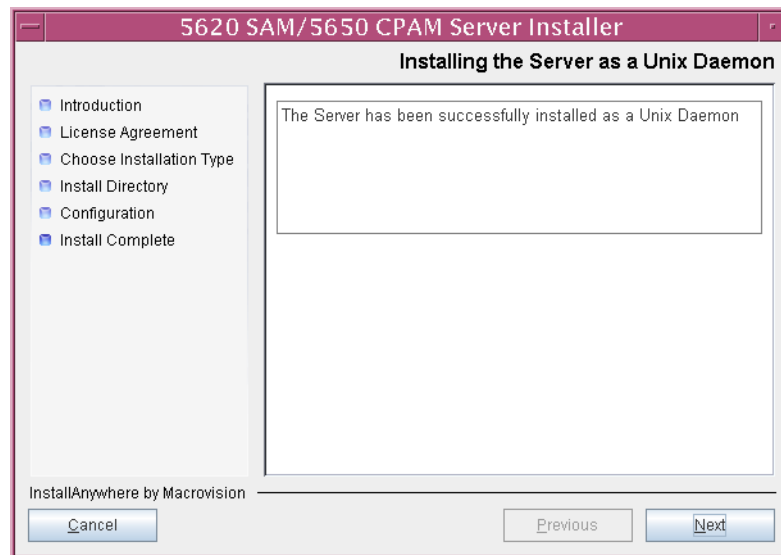 5620 SAM/5650 CPAM Server Installer
Installing the Server as a Unix Daemon
Introduction
License Agreement
Choose Installation Type
Install Directory
Configuration
Install Complete
The Server has been successfully installed as a Unix Daemon
InstallAnywhere by Macrovision
Cancel
Previous
Next